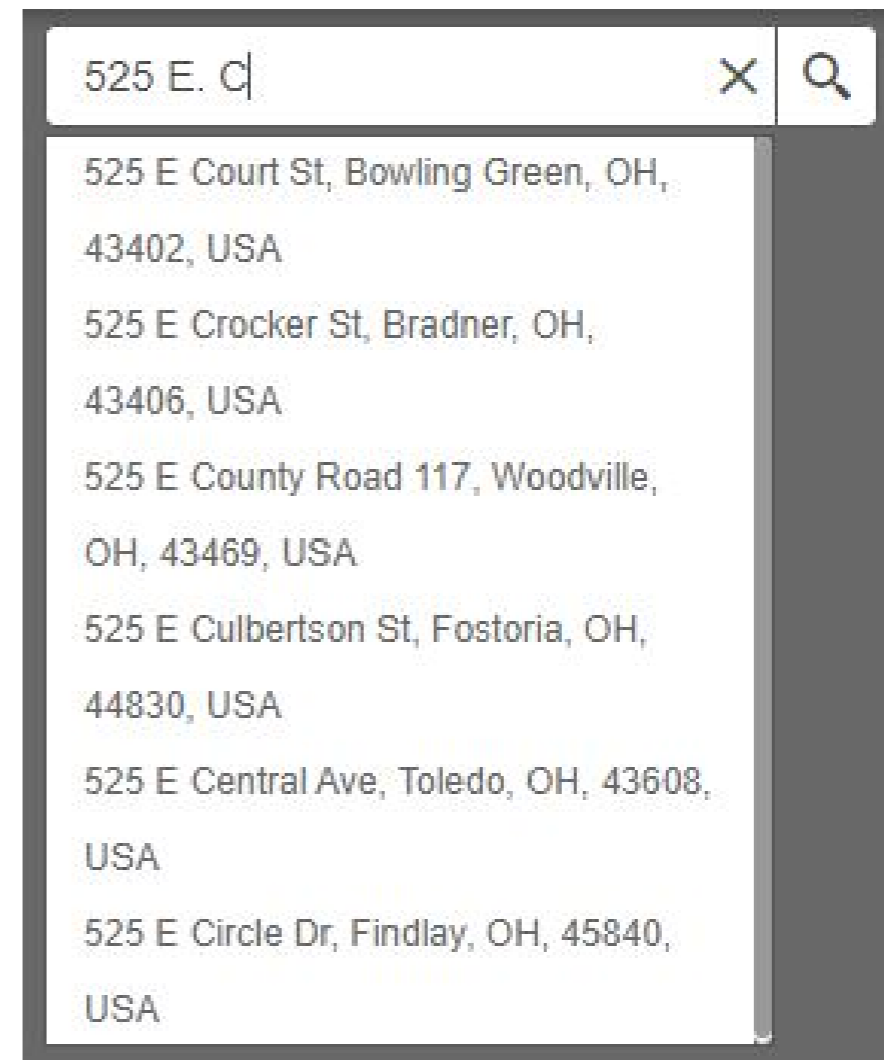 525 E. C
525 E Court St, Bowling Green, OH,
43402, USA
525 E Crocker St, Bradner, OH,
43406, USA
525 E County Road 117, Woodville,
OH, 43469, USA
525 E Culbertson St, Fostoria, OH,
44830, USA
525 E Central Ave, Toledo, OH, 43608,
USA
525 E Circle Dr, Findlay, OH, 45840,
USA